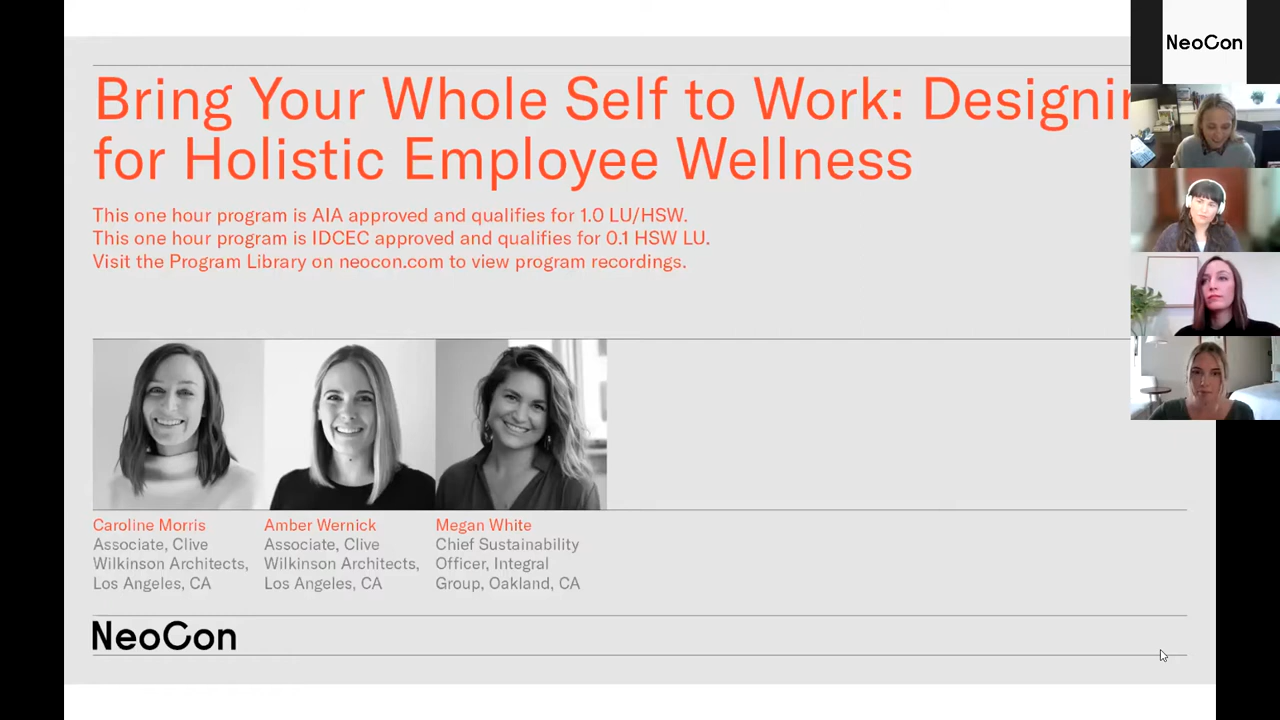 Bring Your Whole Self to Work: Designin
for Holistic Employee Wellness
This one hour program is AIA approved and qualifies for 1.0 LU/HSW.
This one hour program is IDCEC approved and qualifies for 0.1 HSW LU.
Visit the Program Library on neocon.com to view program recordings.
Caroline Morris
Associate, Clive
Wilkinson Architects,
Los Angeles, CA
Amber Wernick
Associate, Clive
Wilkinson Architects,
Los Angeles, CA
Megan White
Chief Sustainability
Officer, Integral
Group, Oakland, CA
NeoCon
NeoCon